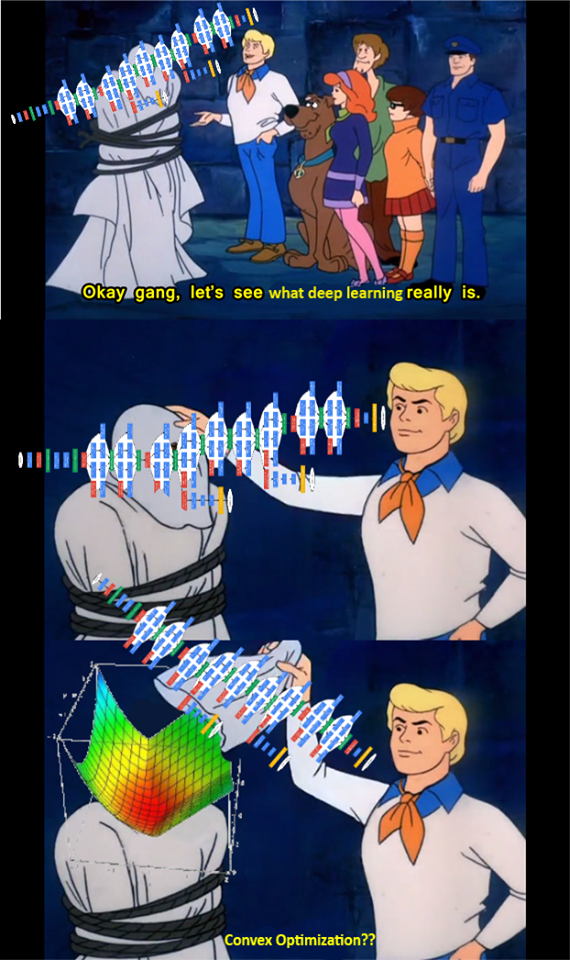 Okay gang, let's see what deep learning really is.
Convex Optimization??